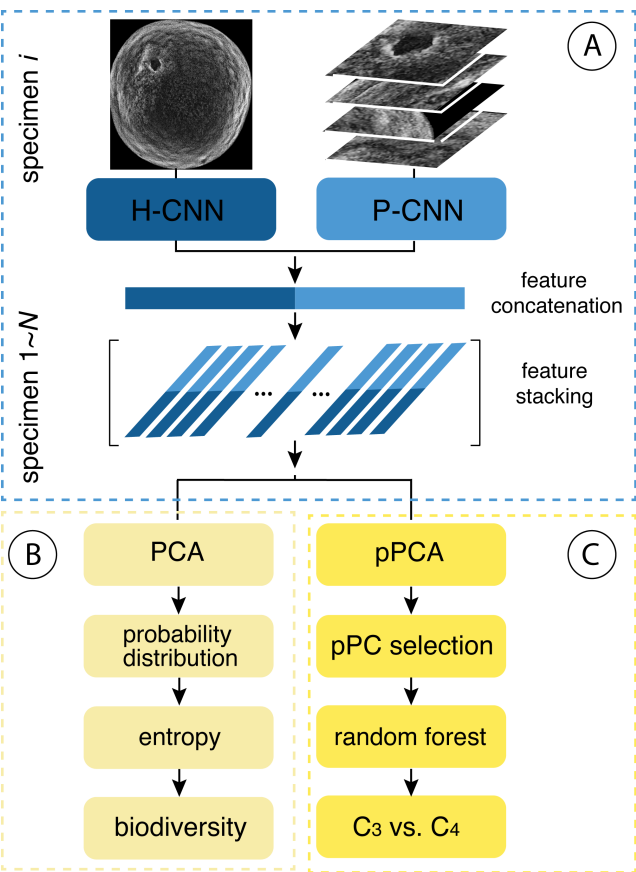 A
specimen i
H-CNN
P-CNN
feature
concatenation
specimen 1~N
...
...
feature
stacking
B
PCA
probability
distribution
entropy
biodiversity
C
pPCA
pPC selection
random forest
C₃ vs. C₄